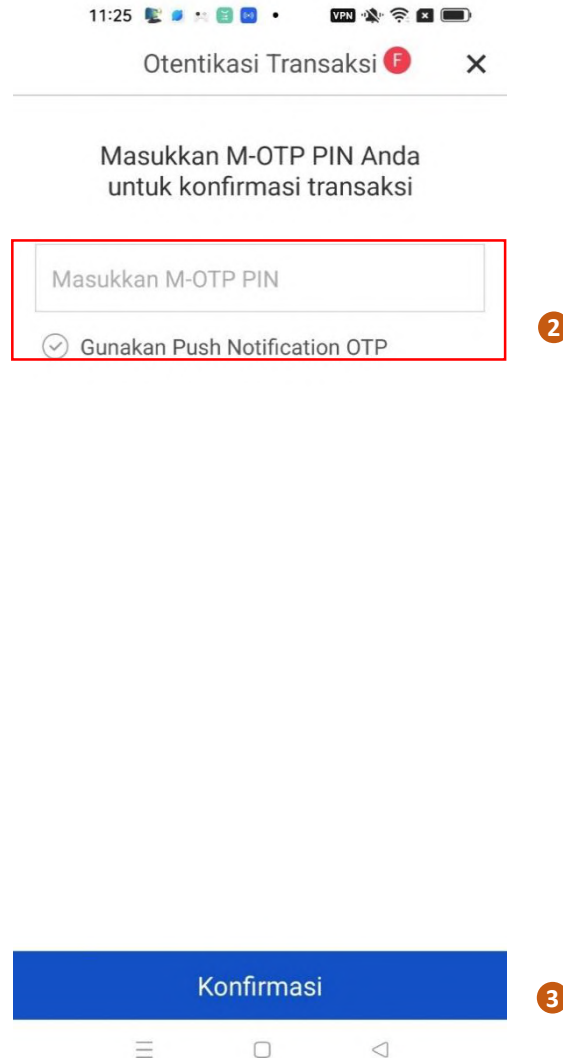 11:25
VPN
Otentikasi Transaksi F
Masukkan M-OTP PIN Anda
untuk konfirmasi transaksi
Masukkan M-OTP PIN
Gunakan Push Notification OTP
2
Konfirmasi
3